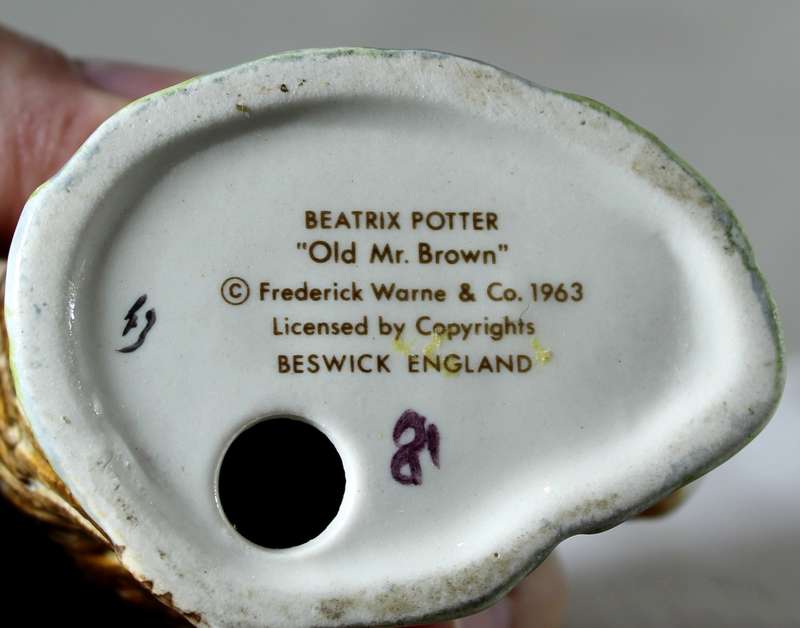 BEATRIX POTTER
"Old Mr. Brown"
© Frederick Warne & Co. 1963
Licensed by Copyrights
BESWICK ENGLAND